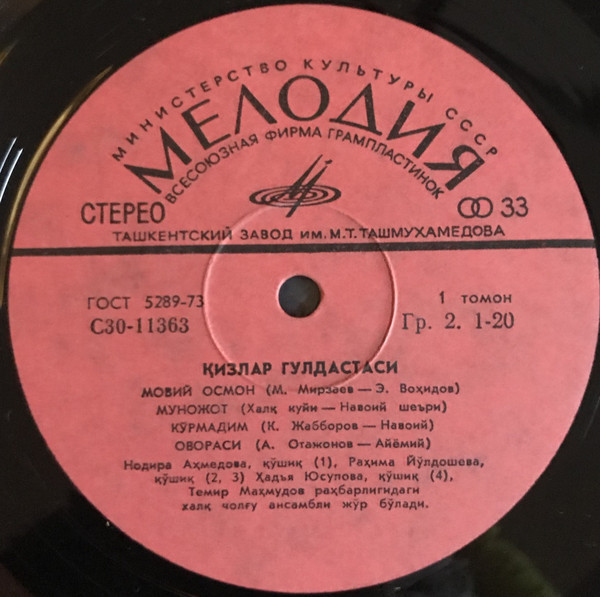 МИНИСТЕРСТВО КУЛЬТУРЫ СССР
МЕЛОДИЯ
ВСЕСОЮЗНАЯ ФИРМА ГРАМПЛАСТИНОК
СТЕРЕО 33
ТАШКЕНТСКИЙ ЗАВОД ИМ. М. Т. ТАШМУХАМЕДОВА
ГОСТ 5289-73 1 томон
С30-11363 Гр. 2. 1-20
ҚИЗЛАР ГУЛДАСТАСИ
МОВИЙ ОСМОН (М. Мирзаев — Э. Воҳидов)
МУНОЖОТ (Халқ куйи — Навоий шеъри)
КЎРМАДИМ (К. Жабборов — Навоий)
ОВОРАСИ (А. Отажонов — Айёмий)
Нодира Аҳмедова, қўшиқ (1), Раҳима Йўлдошева,
қўшиқ (2, 3) Ҳадъя Юсупова, қўшиқ (4),
Темир Маҳмудов раҳбарлигидаги
халқ чолғу ансамбли жўр бўлади.